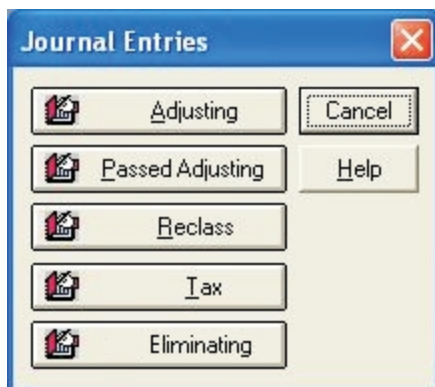 Journal Entries
Adjusting
Cancel
Passed Adjusting
Help
Reclass
Tax
Eliminating